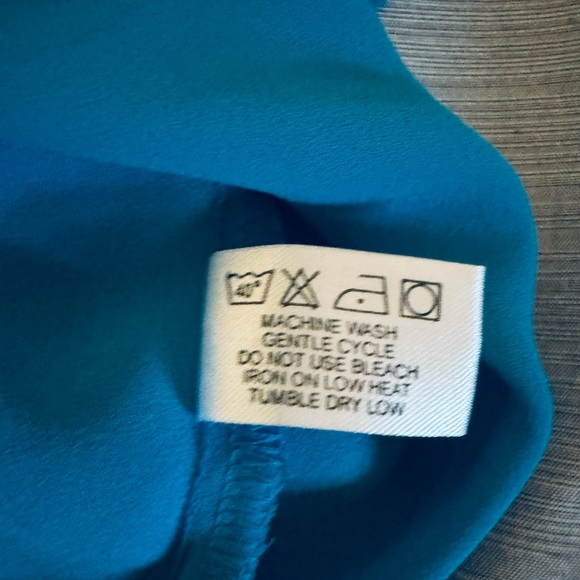 40°
MACHINE WASH
GENTLE CYCLE
DO NOT USE BLEACH
IRON ON LOW HEAT
TUMBLE DRY LOW